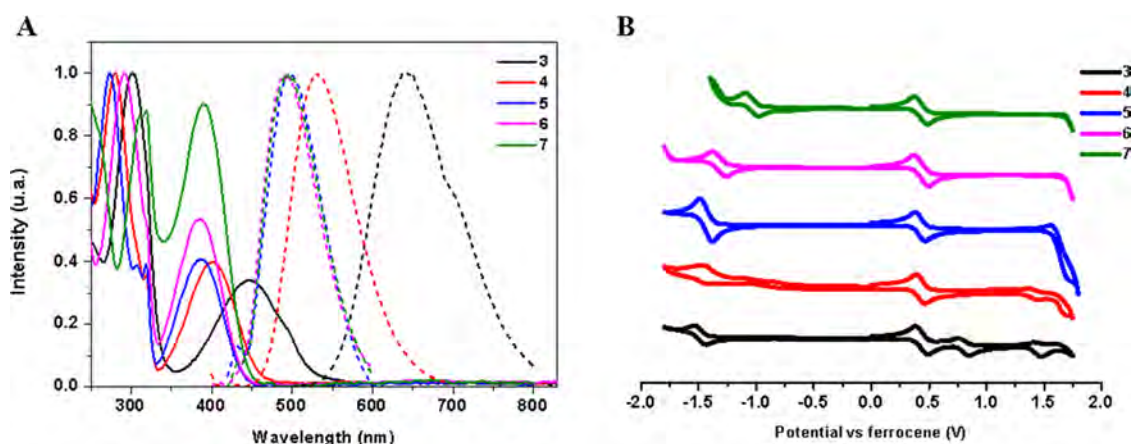 A
Intensity (u.a.)
1.0
0.8
0.6
0.4
0.2
0.0
300 400 500 600 700 800
Wavelength (nm)
3
4
5
6
7
B
3
4
5
6
7
-2.0 -1.5 -1.0 -0.5 0.0 0.5 1.0 1.5 2.0
Potential vs ferrocene (V)